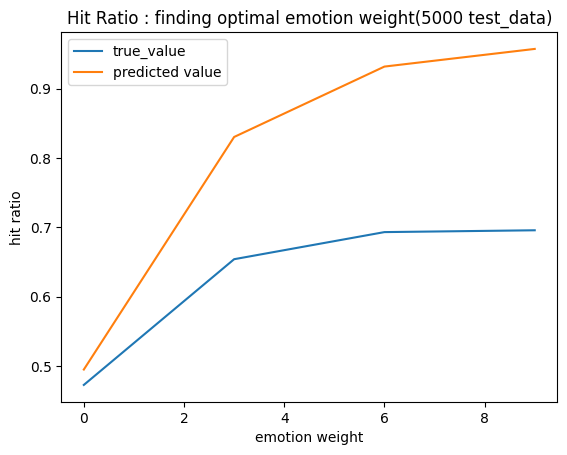 Hit Ratio : finding optimal emotion weight(5000 test_data)
true_value
predicted value
hit ratio
0.9
0.8
0.7
0.6
0.5
0 2 4 6 8
emotion weight